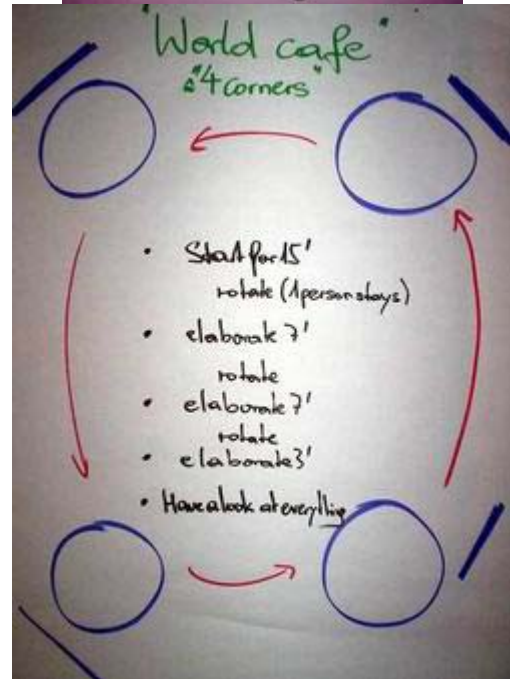 "World cafe"
"4 corners"
• Start for 15'
rotate (1 person stays)
• elaborate 7'
rotate
• elaborate 7'
rotate
• elaborate 3'
• Have a look at everything